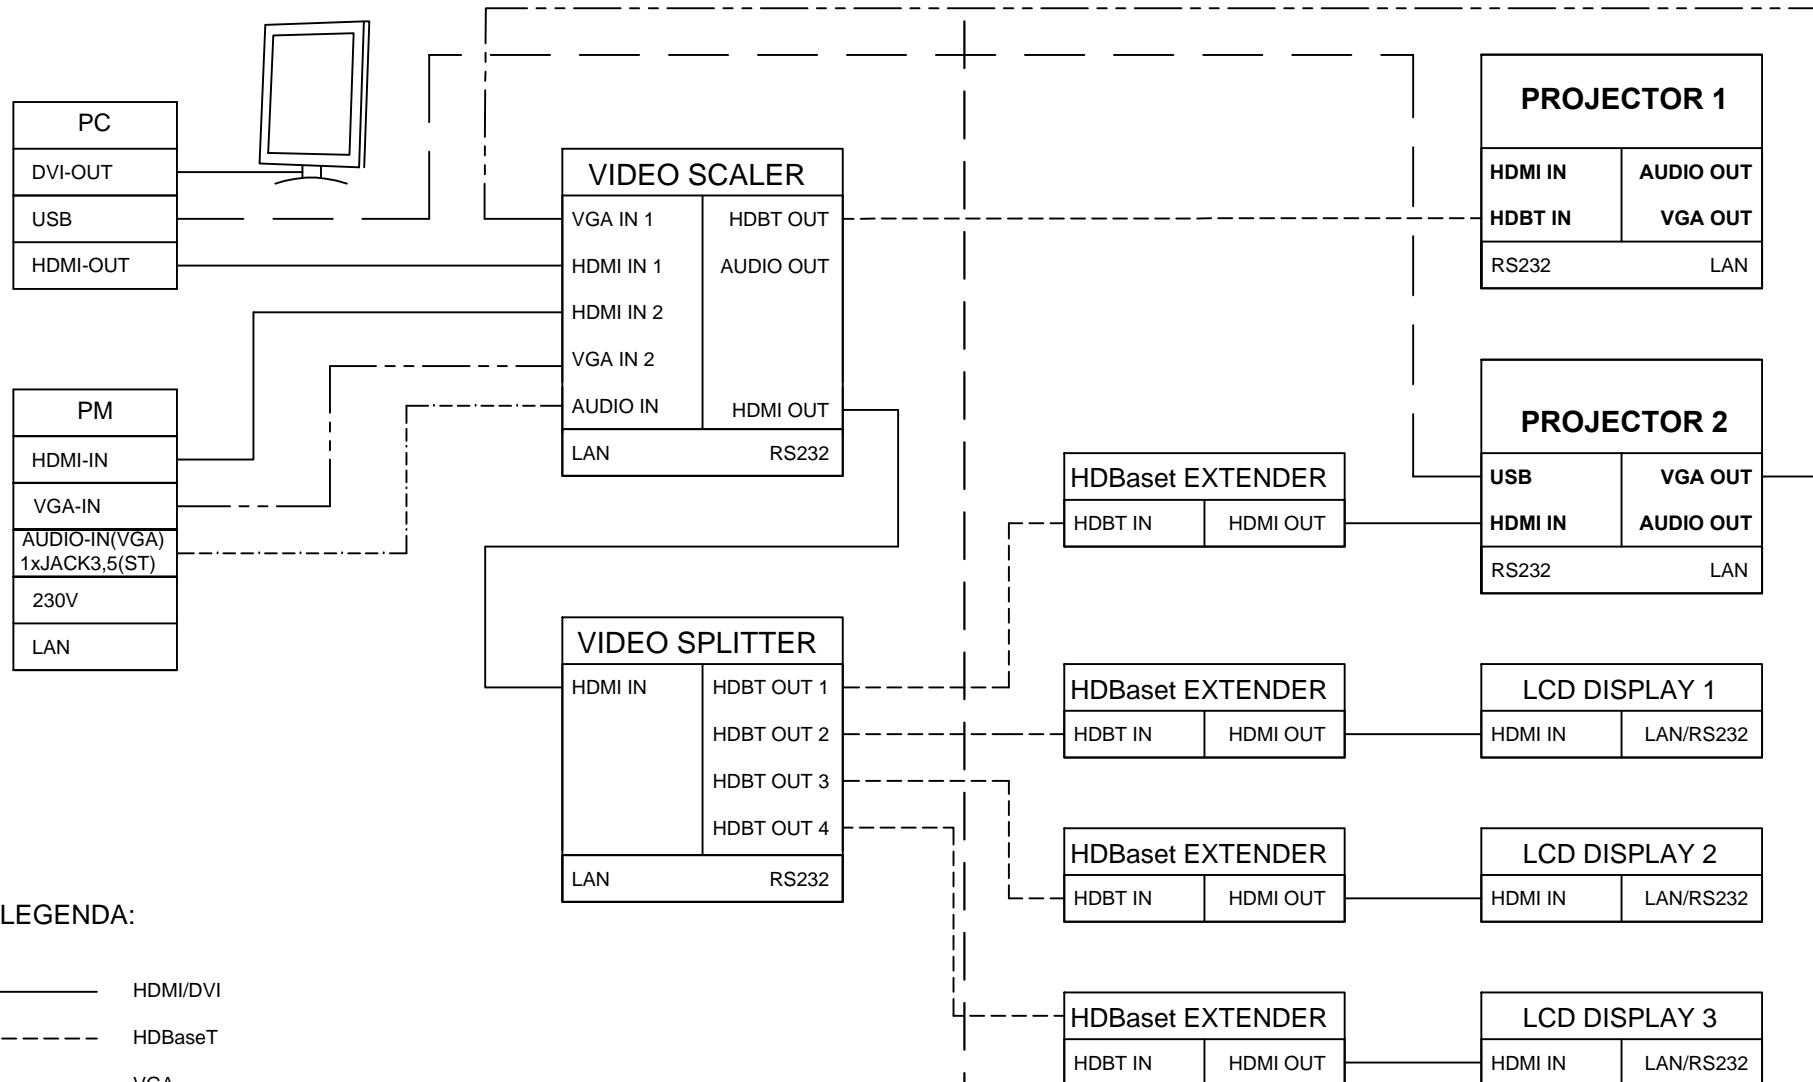 PC
DVI-OUT
USB
HDMI-OUT
PM
HDMI-IN
VGA-IN
AUDIO-IN(VGA)
1xJACK3,5(ST)
230V
LAN
VIDEO SCALER
VGA IN 1 HDBT OUT
HDMI IN 1 AUDIO OUT
HDMI IN 2
VGA IN 2
AUDIO IN HDMI OUT
LAN RS232
VIDEO SPLITTER
HDMI IN HDBT OUT 1
HDBT OUT 2
HDBT OUT 3
HDBT OUT 4
LAN RS232
PROJECTOR 1
HDMI IN AUDIO OUT
HDBT IN VGA OUT
RS232 LAN
PROJECTOR 2
USB VGA OUT
HDMI IN AUDIO OUT
RS232 LAN
HDBaset EXTENDER
HDBT IN HDMI OUT
HDBaset EXTENDER
HDBT IN HDMI OUT
LCD DISPLAY 1
HDMI IN LAN/RS232
HDBaset EXTENDER
HDBT IN HDMI OUT
LCD DISPLAY 2
HDMI IN LAN/RS232
HDBaset EXTENDER
HDBT IN HDMI OUT
LCD DISPLAY 3
HDMI IN LAN/RS232
LEGENDA:
HDMI/DVI
HDBaseT
VGA